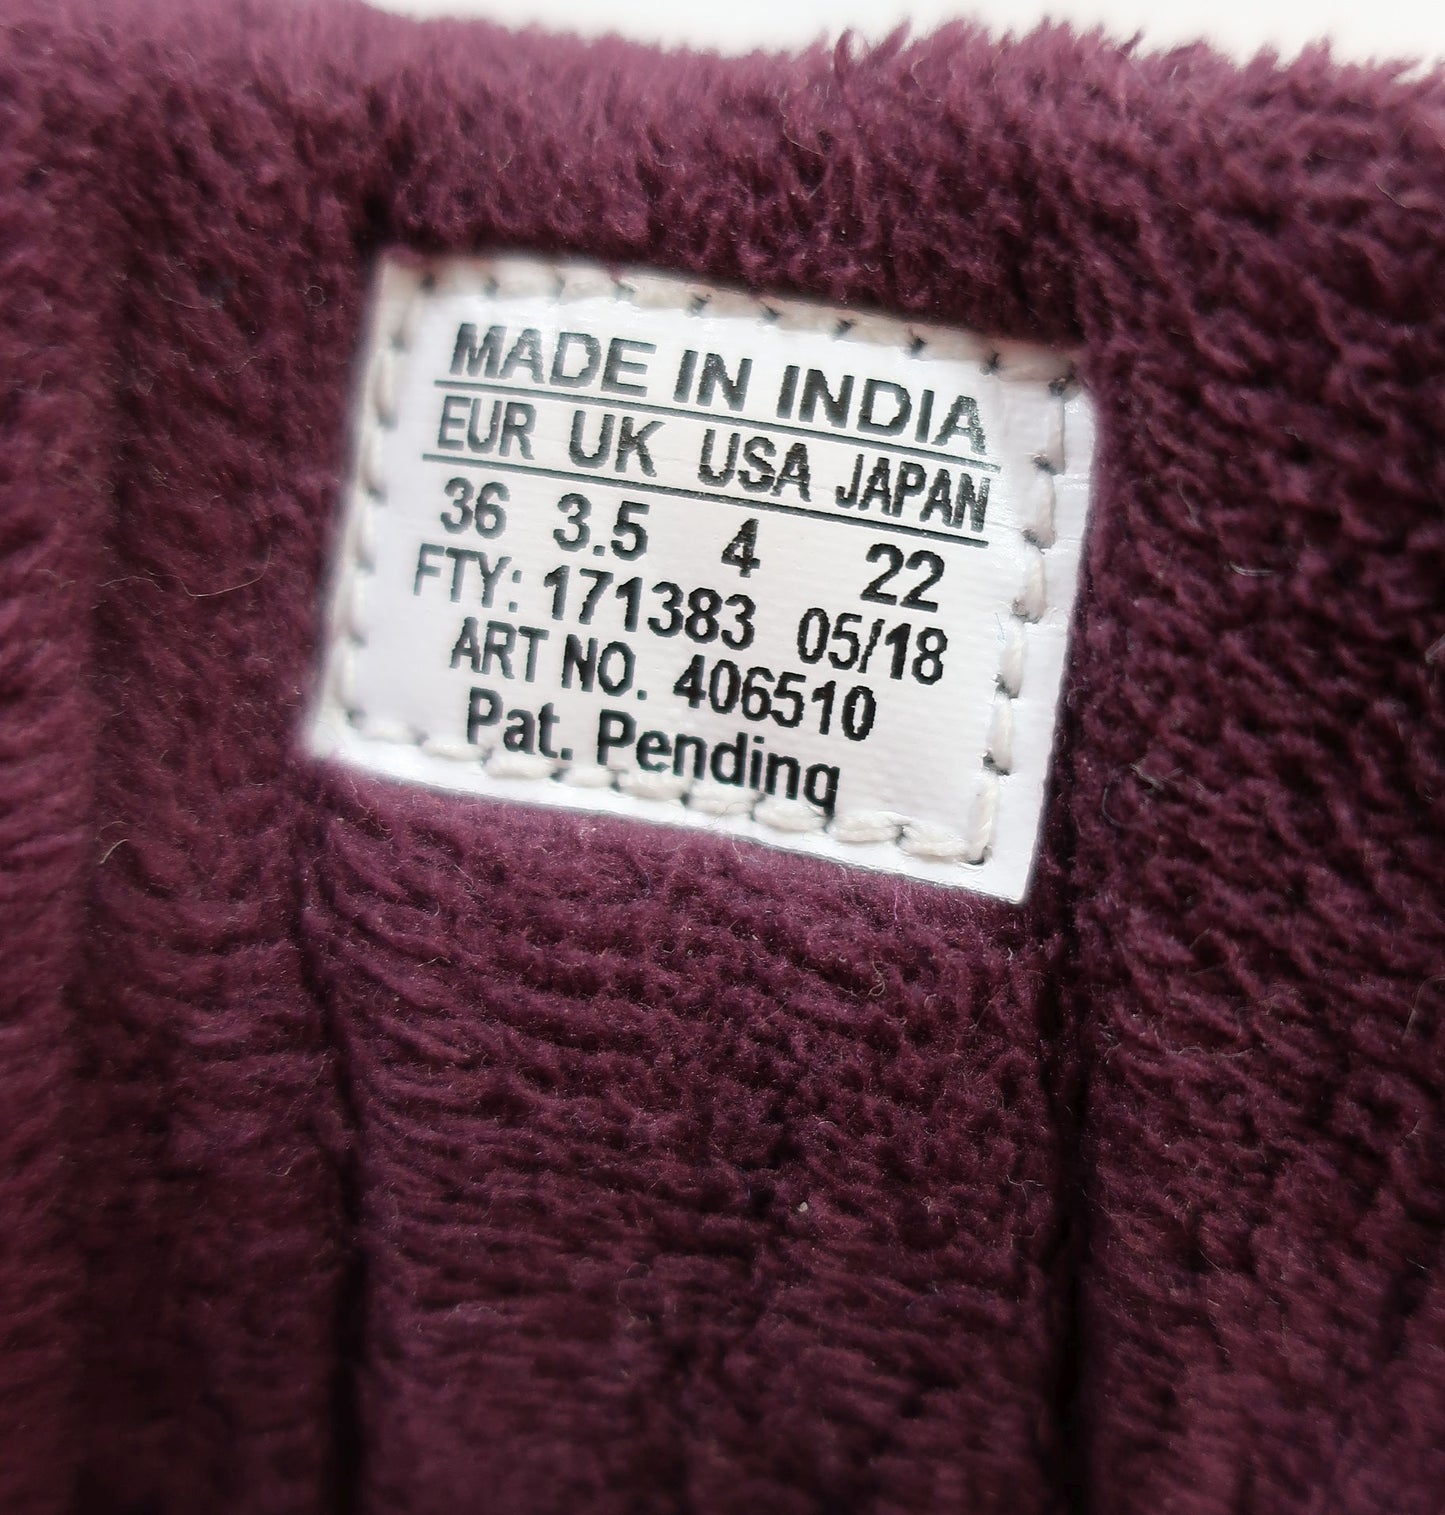 MADE IN INDIA
EUR UK USA JAPAN
36 3.5 4 22
FTY: 171383 05/18
ART NO. 406510
Pat. Pending